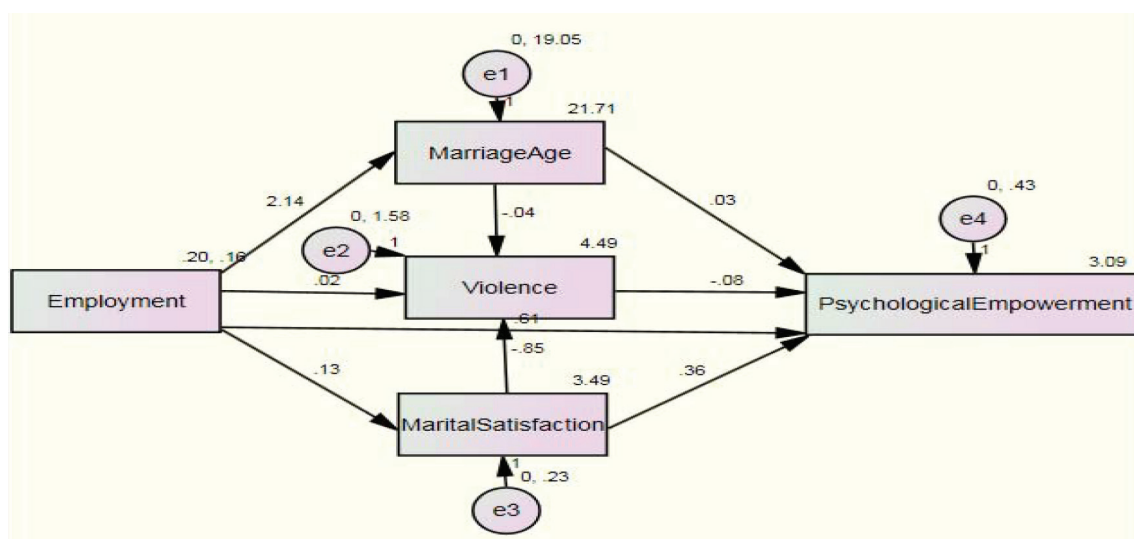 0, 19.05
e1
1
21.71
MarriageAge
2.14
.03
-.04
0, .43
e4
1
0, 1.58
e2
1
4.49
3.09
.20, .16
Employment
.02
Violence
-.08
PsychologicalEmpowerment
.61
-.85
.13
3.49
.36
MaritalSatisfaction
1
0, .23
e3